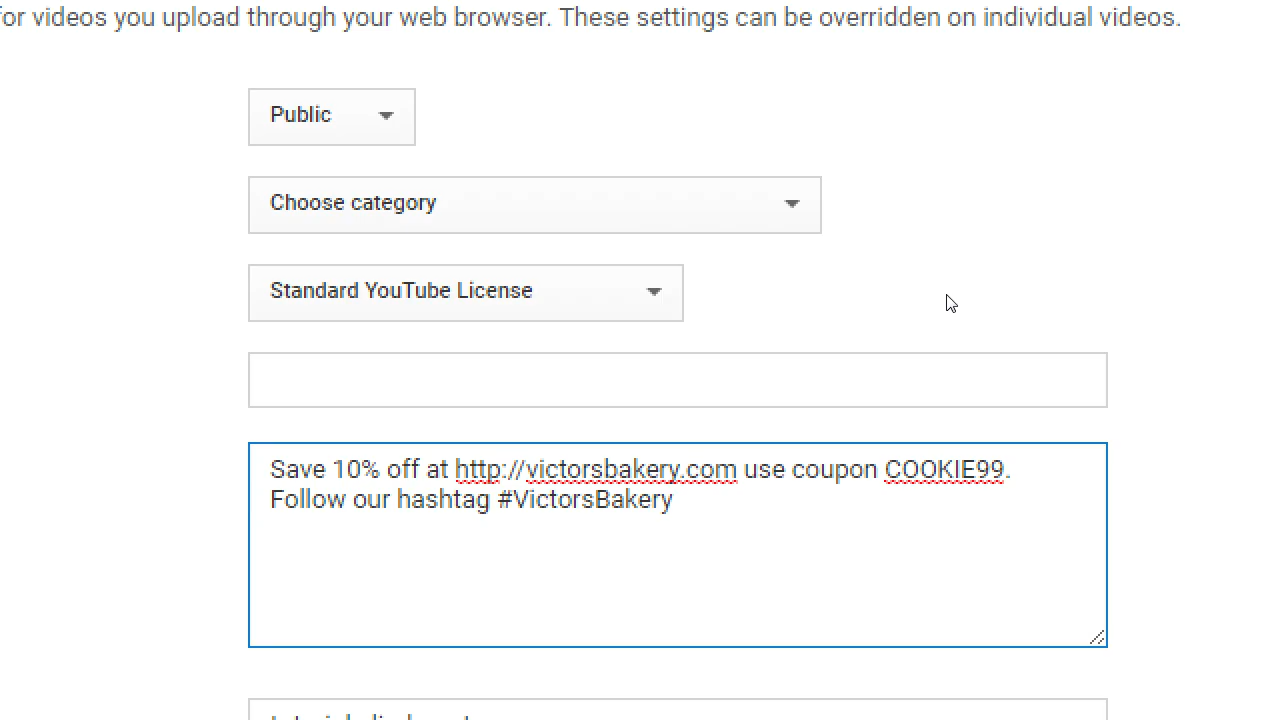 for videos you upload through your web browser. These settings can be overridden on individual videos.
Public
Choose category
Standard YouTube License
Save 10% off at http://victorsbakery.com use coupon COOKIE99.
Follow our hashtag #VictorsBakery